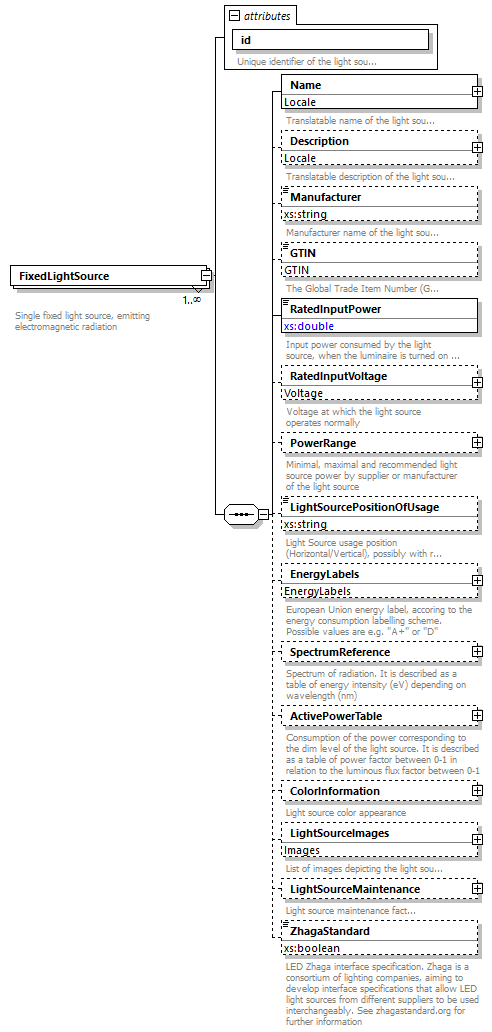 attributes
id
Unique identifier of the light sou...
Name
Locale
Translatable name of the light sou...
Description
Locale
Translatable description of the light sou...
Manufacturer
xs:string
Manufacturer name of the light sou...
GTIN
GTIN
The Global Trade Item Number (G...
FixedLightSource
1..∞
Single fixed light source, emitting
electromagnetic radiation
RatedInputPower
xs:double
Input power consumed by the light
source, when the luminaire is turned on ...
RatedInputVoltage
Voltage
Voltage at which the light source
operates normally
PowerRange
Minimal, maximal and recommended light
source power by supplier or manufacturer
of the light source
LightSourcePositionOfUsage
xs:string
Light Source usage position
(Horizontal/Vertical), possibly with r...
EnergyLabels
EnergyLabels
European Union energy label, accoring to the
energy consumption labelling scheme.
Possible values are e.g. "A+" or "D"
SpectrumReference
Spectrum of radiation. It is described as a
table of energy intensity (eV) depending on
wavelength (nm)
ActivePowerTable
Consumption of the power corresponding to
the dim level of the light source. It is described
as a table of power factor between 0-1 in
relation to the luminous flux factor between 0-1
ColorInformation
Light source color appearance
LightSourceImages
Images
List of images depicting the light sou...
LightSourceMaintenance
Light source maintenance fact...
ZhagaStandard
xs:boolean
LED Zhaga interface specification. Zhaga is a
consortium of lighting companies, aiming to
develop interface specifications that allow LED
light sources from different suppliers to be used
interchangeably. See zhagastandard.org for
further information